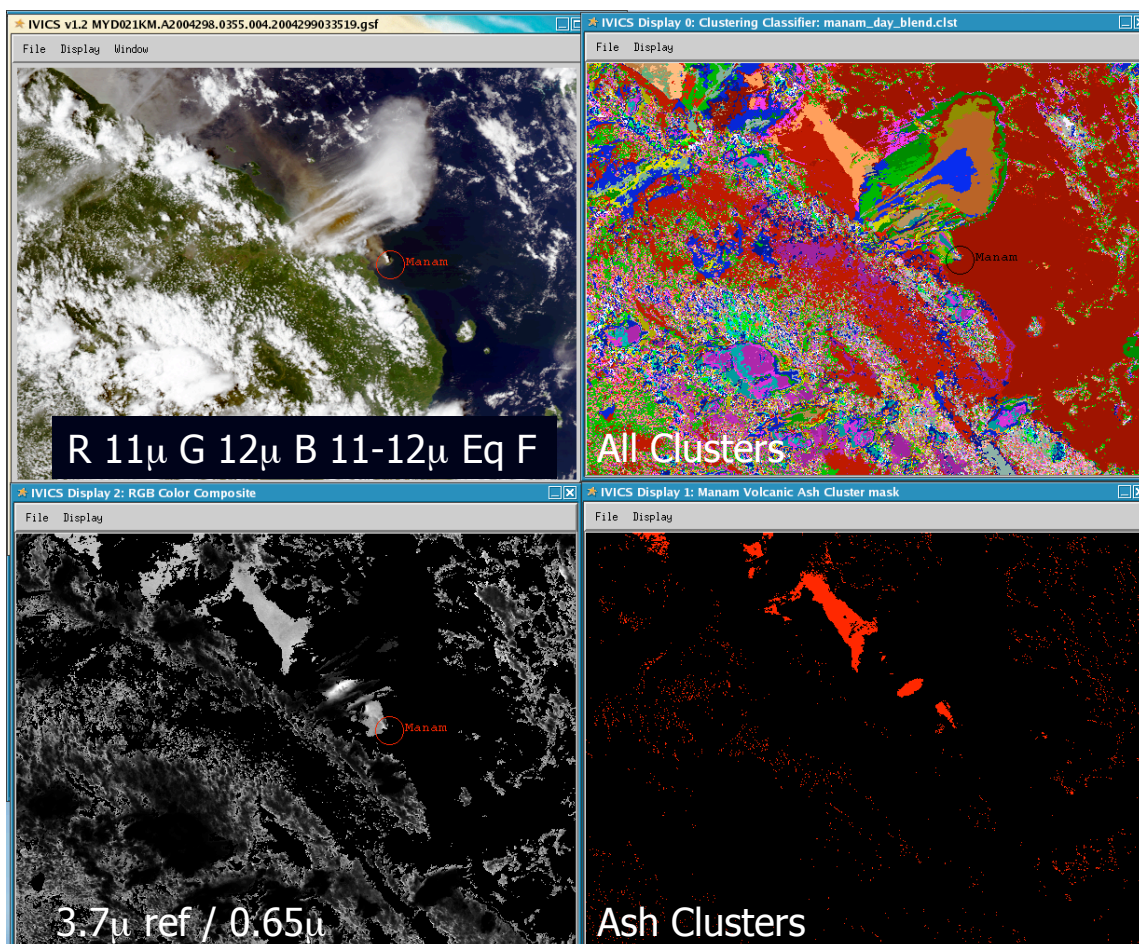 IVICS v1.2 MYD021KM.A2004298.0355.004.2004299033519.gsf
File Display Window
Manam
R 11μ G 12μ B 11-12μ Eq F
IVICS Display 0: Clustering Classifier: manam_day_blend.clst
File Display
Manam
All Clusters
IVICS Display 2: RGB Color Composite
File Display
Manam
3.7μ ref / 0.65μ
IVICS Display 1: Manam Volcanic Ash Cluster mask
File Display
Ash Clusters